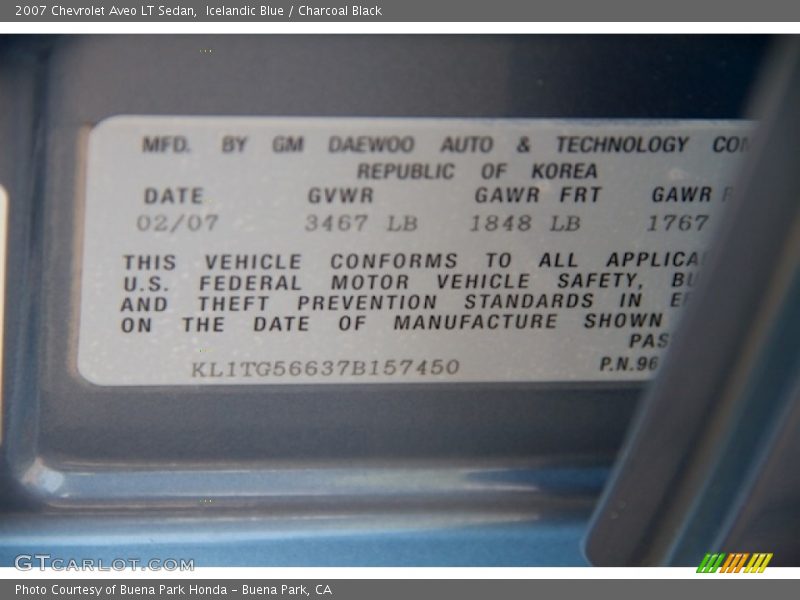 2007 Chevrolet Aveo LT Sedan, Icelandic Blue / Charcoal Black
MFD. BY GM DAEWOO AUTO & TECHNOLOGY
REPUBLIC OF KOREA
DATE GVWR GAWR FRT GAWR
02/07 3467 LB 1848 LB 1767
THIS VEHICLE CONFORMS TO ALL
U.S. FEDERAL MOTOR VEHICLE SAFETY,
AND THEFT PREVENTION STANDARDS IN
ON THE DATE OF MANUFACTURE SHOWN
KL1TG56637B157450 P.N.96
GTCARLOT.COM
Photo Courtesy of Buena Park Honda – Buena Park, CA